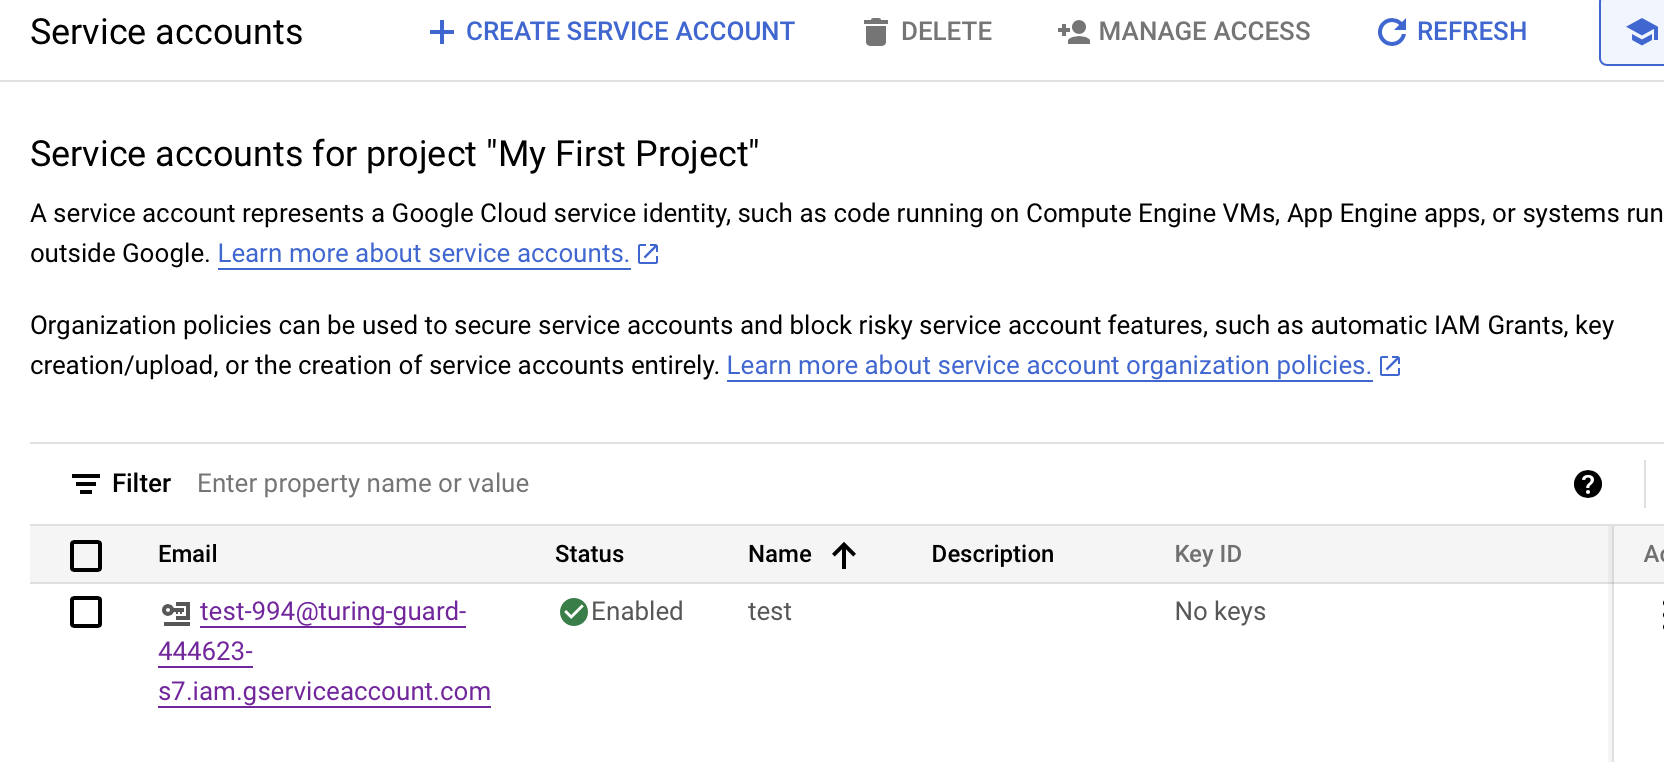 Service accounts + CREATE SERVICE ACCOUNT DELETE MANAGE ACCESS REFRESH
Service accounts for project "My First Project"
A service account represents a Google Cloud service identity, such as code running on Compute Engine VMs, App Engine apps, or systems run
outside Google. Learn more about service accounts.
Organization policies can be used to secure service accounts and block risky service account features, such as automatic IAM Grants, key
creation/upload, or the creation of service accounts entirely. Learn more about service account organization policies.
Filter Enter property name or value
Email Status Name Description Key ID
test-994@turing-guard- Enabled test No keys
444623-
s7.iam.gserviceaccount.com